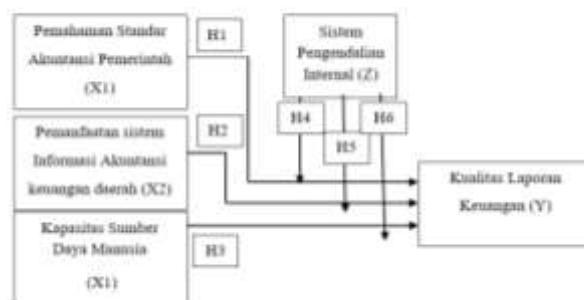 Pemahaman Standar
Akuntansi Pemerintah
(X1)
H1
Sistem
Pengendalian
Internal (Z)
H4
H5
H6
Pemanfaatan sistem
Informasi Akuntansi
keuangan daerah (X2)
H2
Kapasitas Sumber
Daya Manusia
(X1)
H3
Kualitas Laporan
Keuangan (Y)